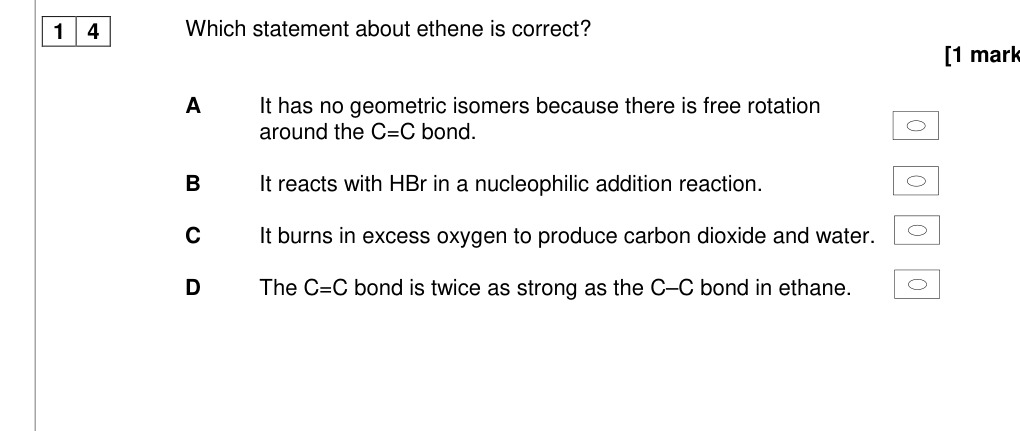 1 4 Which statement about ethene is correct?
[1 mark
A It has no geometric isomers because there is free rotation
around the C=C bond.
B It reacts with HBr in a nucleophilic addition reaction.
C It burns in excess oxygen to produce carbon dioxide and water.
D The C=C bond is twice as strong as the C–C bond in ethane.